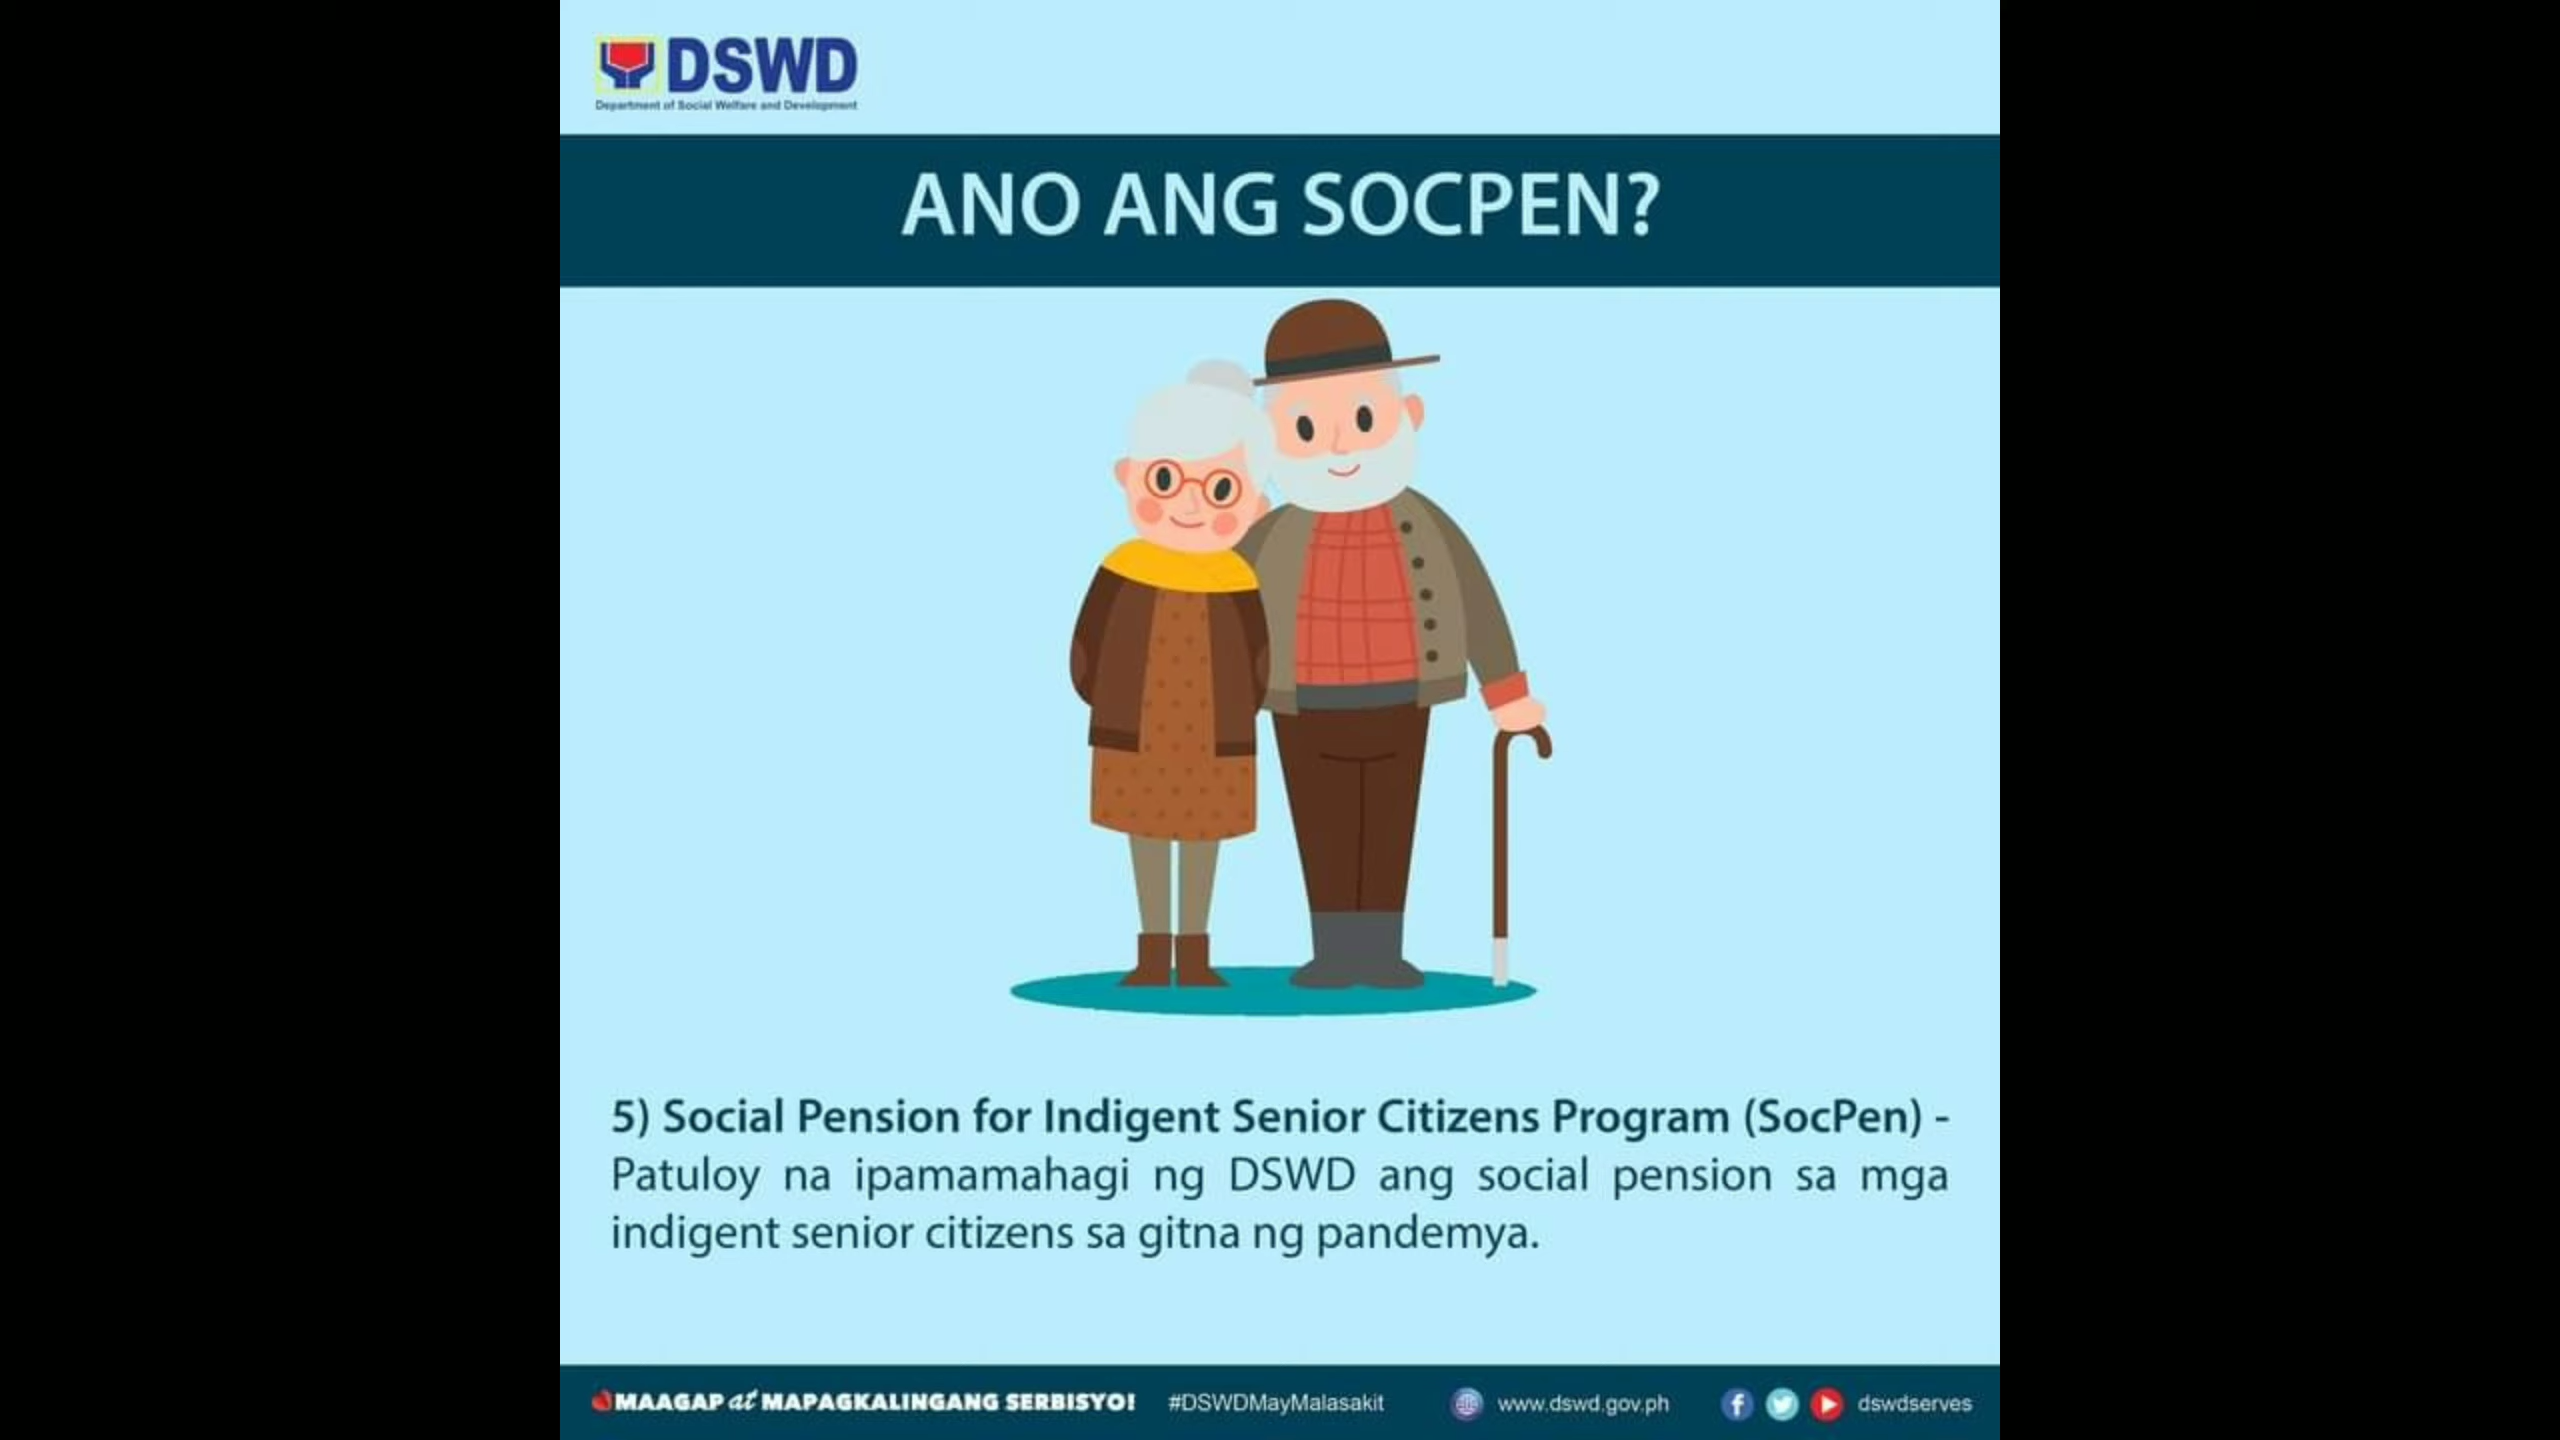 DSWD
Department of Social Welfare and Development
ANO ANG SOCPEN?
5) Social Pension for Indigent Senior Citizens Program (SocPen) -
Patuloy na ipamamahagi ng DSWD ang social pension sa mga
indigent senior citizens sa gitna ng pandemya.
MAAGAP at MAPAGKALINGANG SERBISYO! #DSWDMayMalasakit www.dswd.gov.ph dswdserves